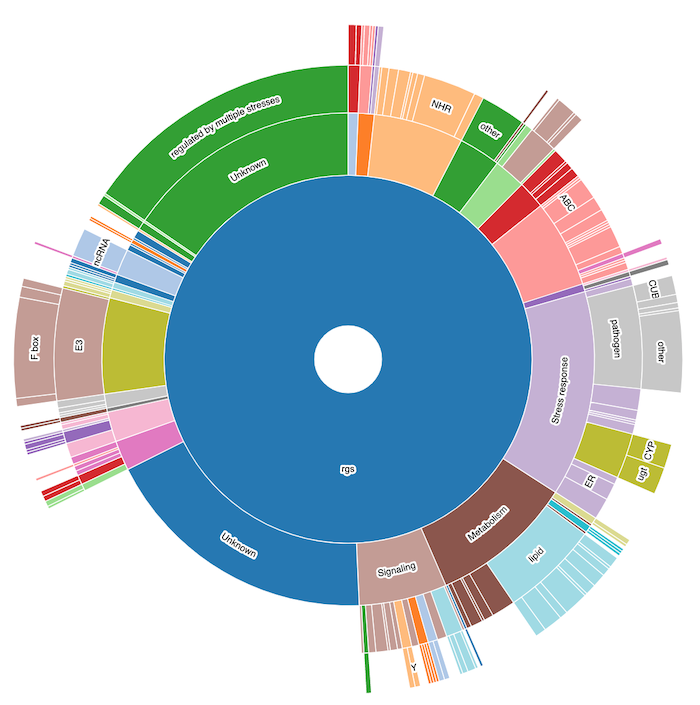 regulated by multiple stresses
Unknown
NHR
other
ABC
ncRNA
CUB
pathogen
other
F_box
E3
Stress response
CYP
ugt
ER
rgs
Metabolism
lipid
Unknown
Signaling
Y